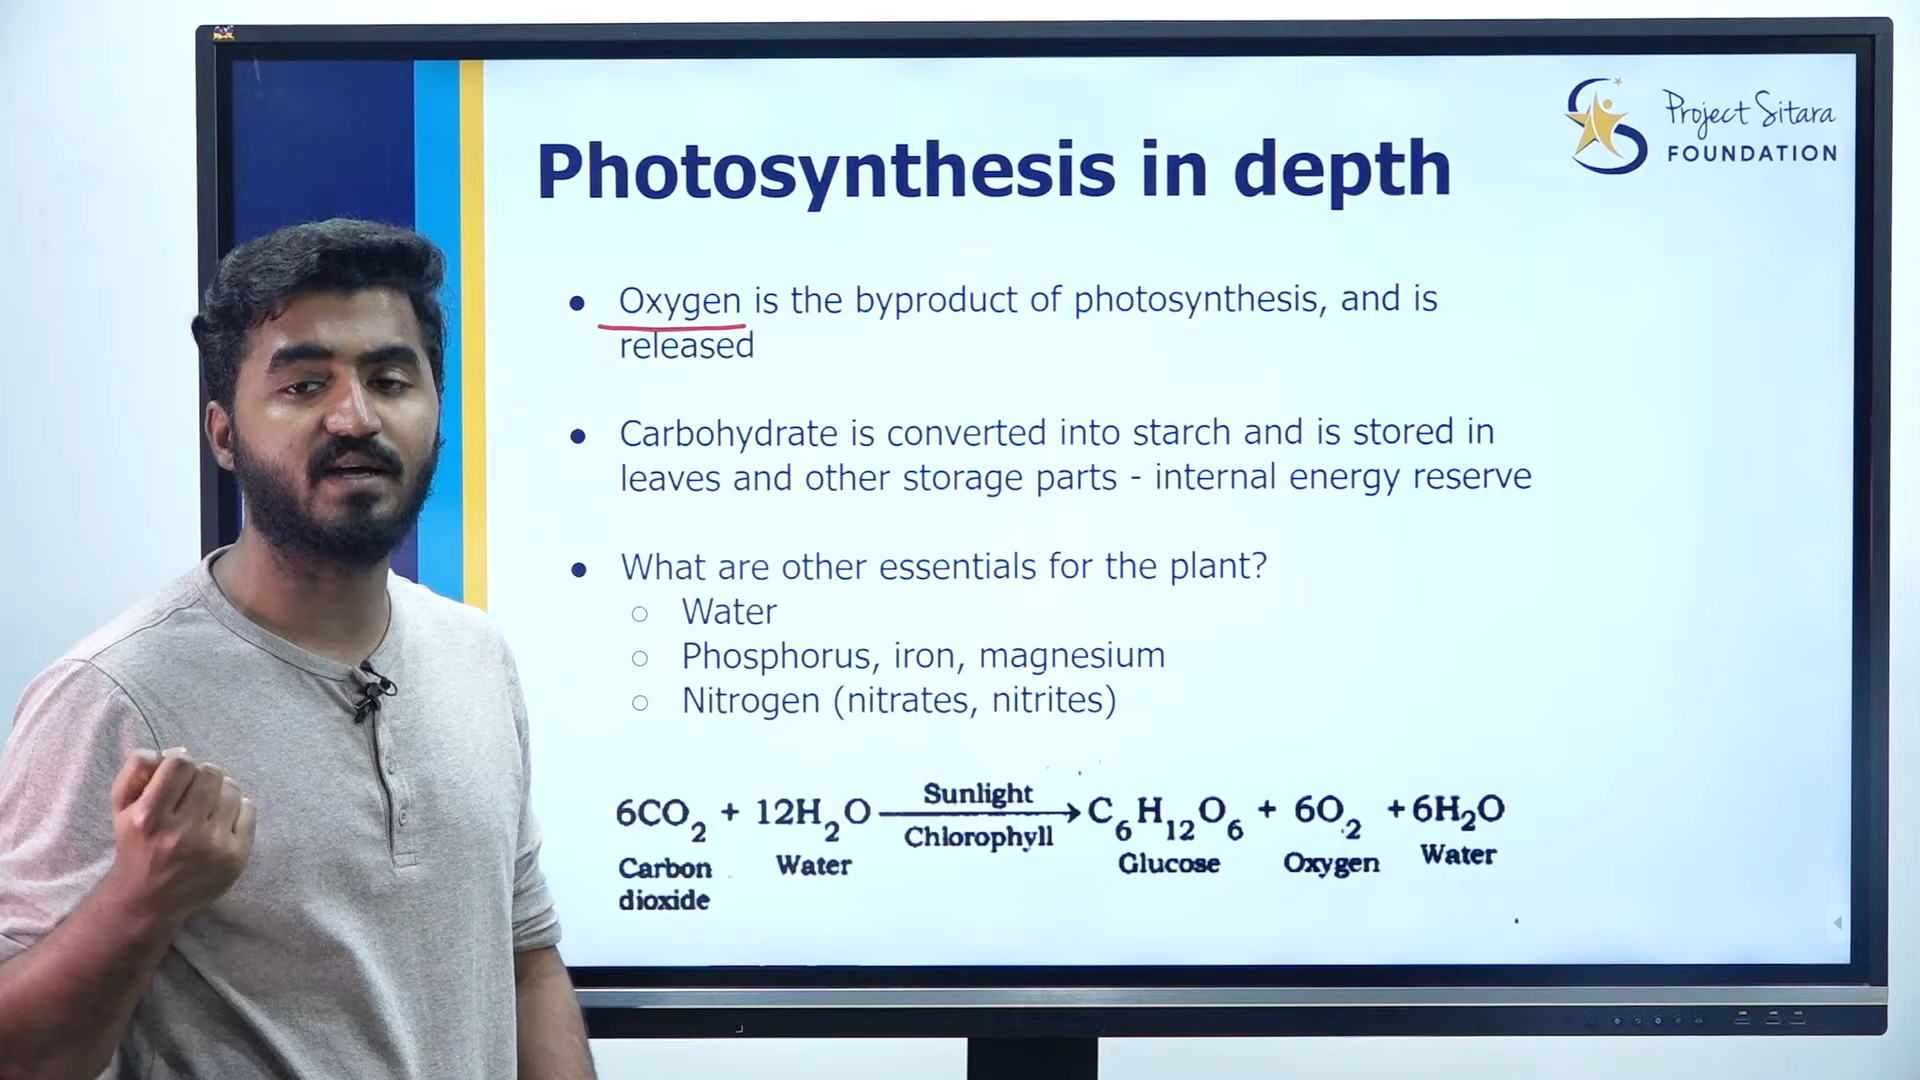 Project Sitara
FOUNDATION
Photosynthesis in depth
● Oxygen is the byproduct of photosynthesis, and is
released
● Carbohydrate is converted into starch and is stored in
leaves and other storage parts - internal energy reserve
● What are other essentials for the plant?
○ Water
○ Phosphorus, iron, magnesium
○ Nitrogen (nitrates, nitrites)
Sunlight
6CO₂ + 12H₂O → C₆H₁₂O₆ + 6O₂ + 6H₂O
Chlorophyll
Carbon dioxide Water Glucose Oxygen Water